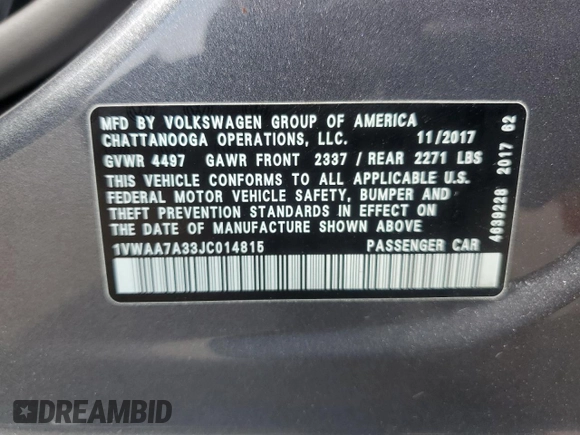 MFD BY VOLKSWAGEN GROUP OF AMERICA
CHATTANOOGA OPERATIONS, LLC. 11/2017
GVWR 4497 GAWR FRONT 2337 / REAR 2271 LBS
THIS VEHICLE CONFORMS TO ALL APPLICABLE U.S.
FEDERAL MOTOR VEHICLE SAFETY, BUMPER AND
THEFT PREVENTION STANDARDS IN EFFECT ON
THE DATE OF MANUFACTURE SHOWN ABOVE
1VWAA7A33JC014815 PASSENGER CAR
4639228 2017 62
DREAMBID